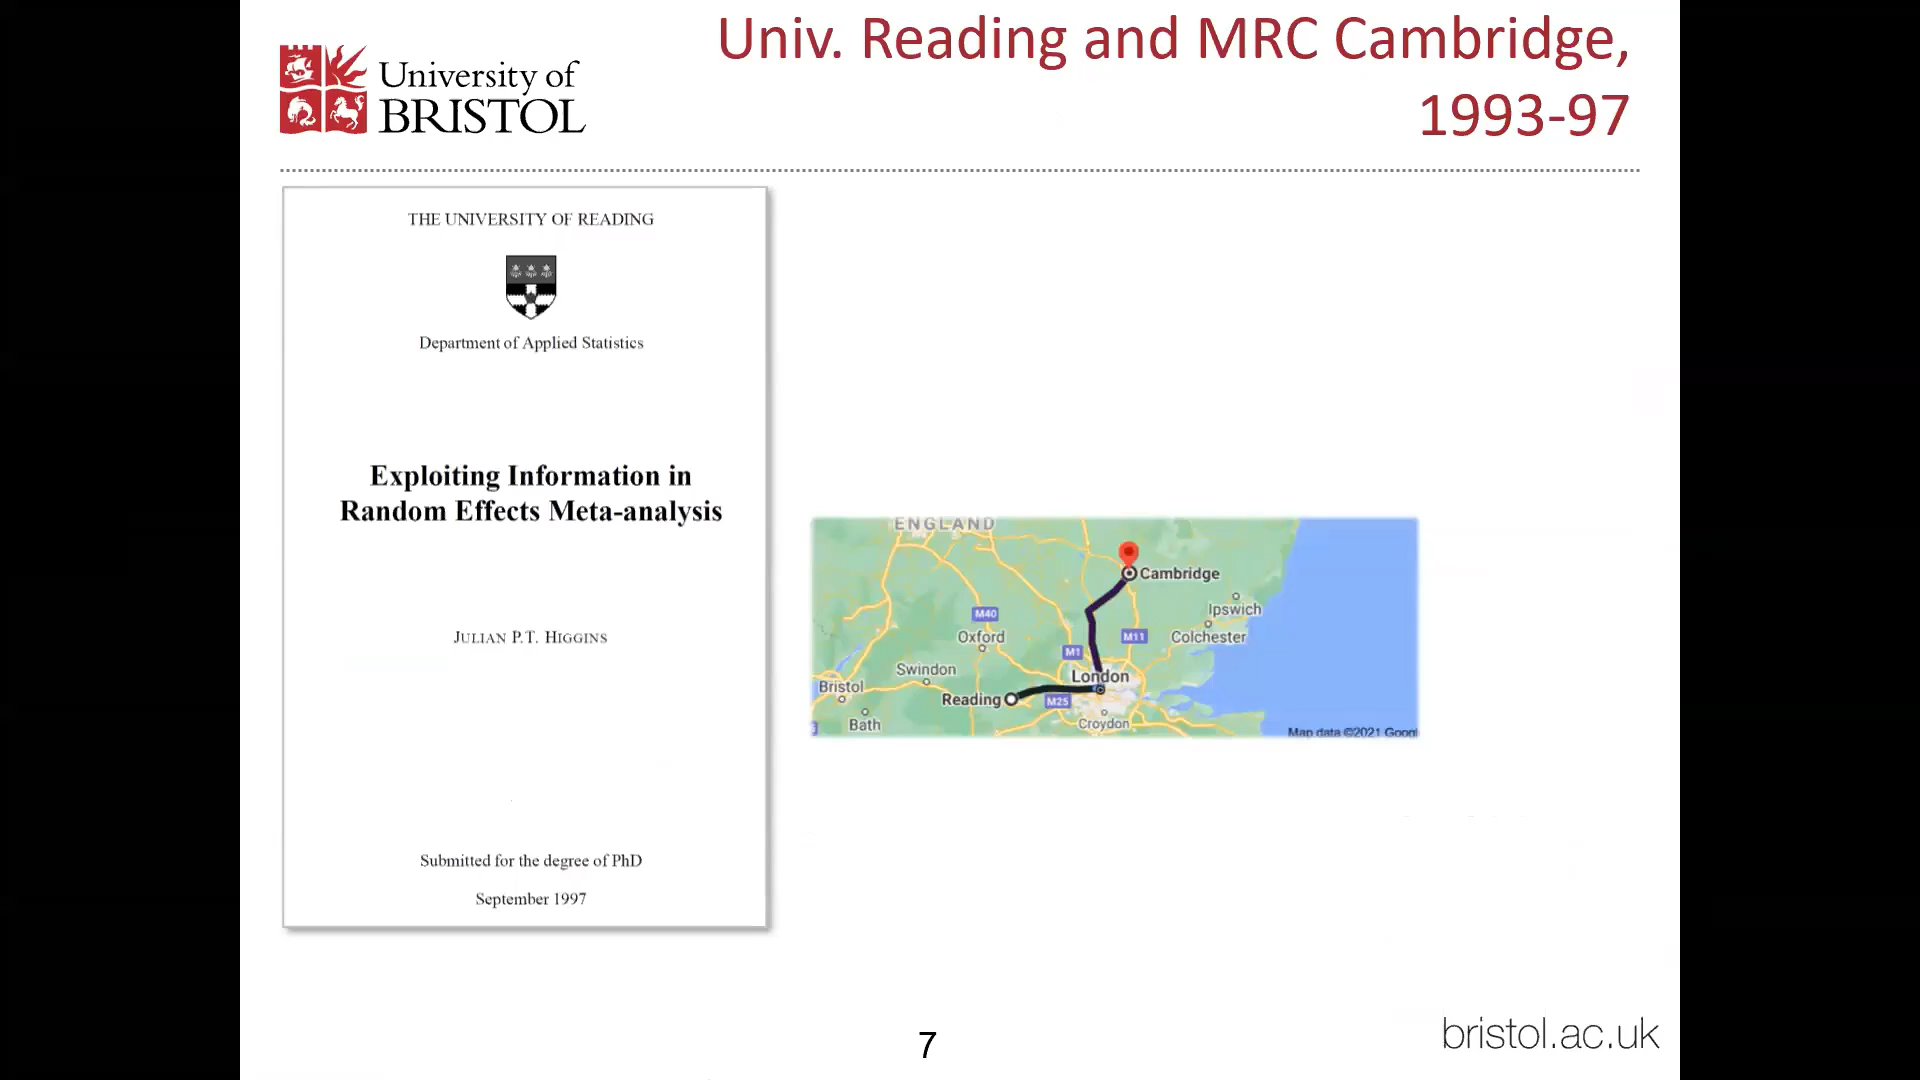 University of
BRISTOL
Univ. Reading and MRC Cambridge,
1993-97
THE UNIVERSITY OF READING
Department of Applied Statistics
Exploiting Information in
Random Effects Meta-analysis
JULIAN P.T. HIGGINS
Submitted for the degree of PhD
September 1997
ENGLAND
Cambridge
Ipswich
M40
Oxford
M11
Colchester
M1
Swindon
London
Bristol
Reading
M25
Bath
Croydon
Map data ©2021 Googl
7
bristol.ac.uk